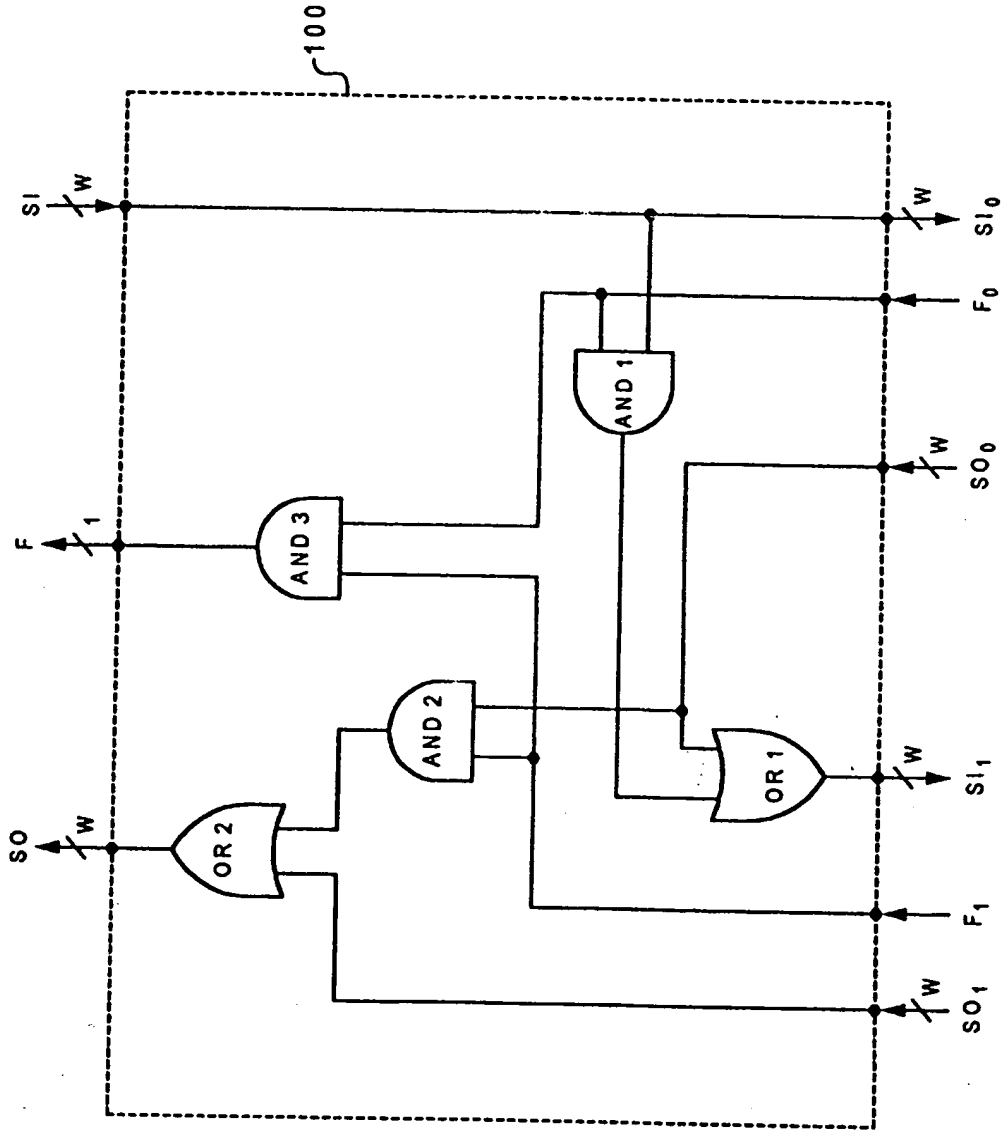 SO
W
F
1
SI
W
100
OR 2
AND 3
AND 2
AND 1
OR 1
W
SO₁
F₁
W
SI₁
W
SO₀
F₀
W
SI₀